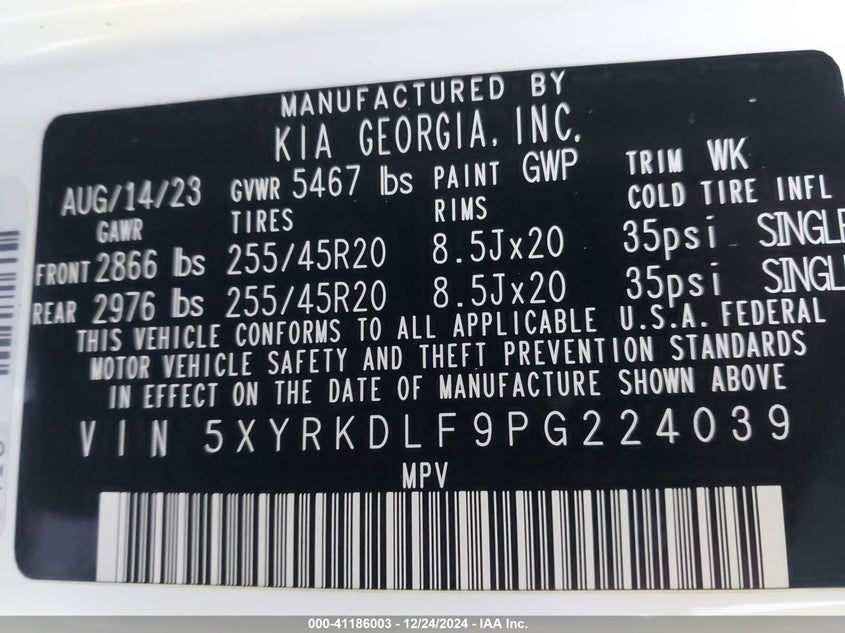 MANUFACTURED BY
KIA GEORGIA, INC.
AUG/14/23 GVWR 5467 lbs PAINT GWP TRIM WK
GAWR TIRES RIMS COLD TIRE INFL
FRONT 2866 lbs 255/45R20 8.5Jx20 35psi SINGLE
REAR 2976 lbs 255/45R20 8.5Jx20 35psi SINGL
THIS VEHICLE CONFORMS TO ALL APPLICABLE U.S.A. FEDERAL
MOTOR VEHICLE SAFETY AND THEFT PREVENTION STANDARDS
IN EFFECT ON THE DATE OF MANUFACTURE SHOWN ABOVE
VIN 5XYRKDLF9PG224039
MPV
000-41186003 - 12/24/2024 - IAA Inc.